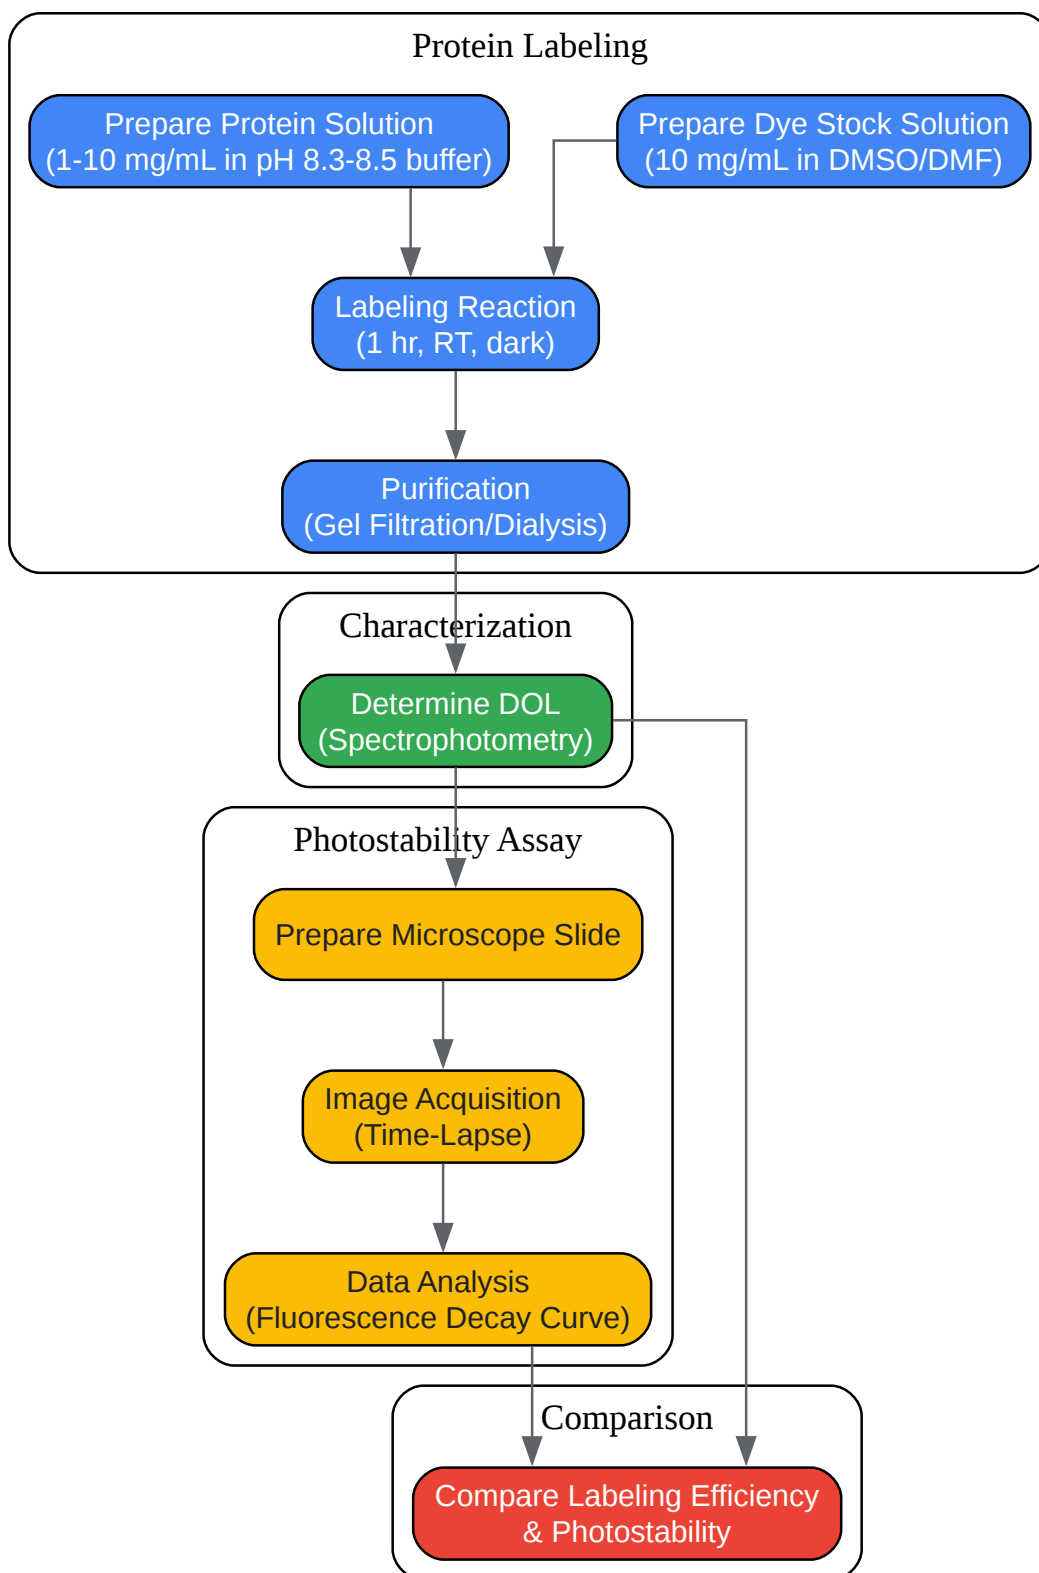 Protein Labeling
Prepare Protein Solution
(1-10 mg/mL in pH 8.3-8.5 buffer)
Prepare Dye Stock Solution
(10 mg/mL in DMSO/DMF)
Labeling Reaction
(1 hr, RT, dark)
Purification
(Gel Filtration/Dialysis)
Characterization
Determine DOL
(Spectrophotometry)
Photostability Assay
Prepare Microscope Slide
Image Acquisition
(Time-Lapse)
Data Analysis
(Fluorescence Decay Curve)
Comparison
Compare Labeling Efficiency
& Photostability